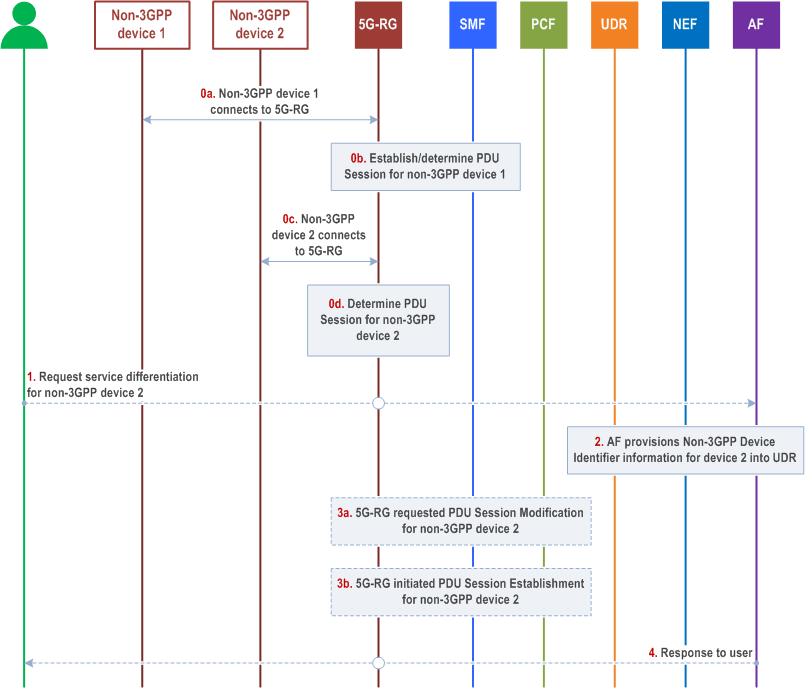 Non-3GPP
device 1
Non-3GPP
device 2
5G-RG
SMF
PCF
UDR
NEF
AF
0a. Non-3GPP device 1
connects to 5G-RG
0b. Establish/determine PDU
Session for non-3GPP device 1
0c. Non-3GPP
device 2 connects
to 5G-RG
0d. Determine PDU
Session for non-3GPP
device 2
1. Request service differentiation
for non-3GPP device 2
2. AF provisions Non-3GPP Device
Identifier information for device 2 into UDR
3a. 5G-RG requested PDU Session Modification
for non-3GPP device 2
3b. 5G-RG initiated PDU Session Establishment
for non-3GPP device 2
4. Response to user